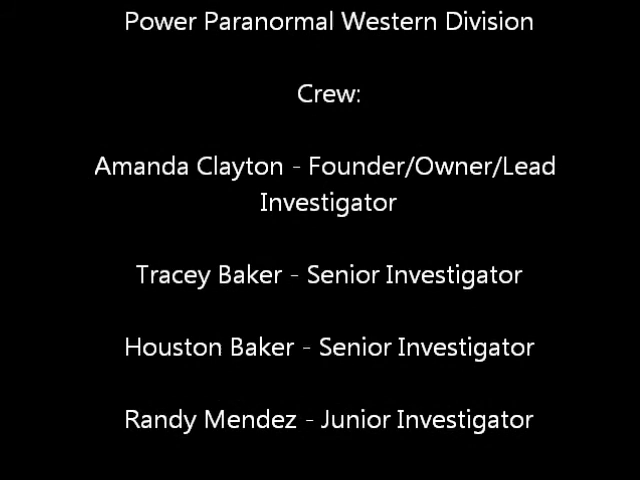 Power Paranormal Western Division
Crew:
Amanda Clayton - Founder/Owner/Lead
Investigator
Tracey Baker - Senior Investigator
Houston Baker - Senior Investigator
Randy Mendez - Junior Investigator